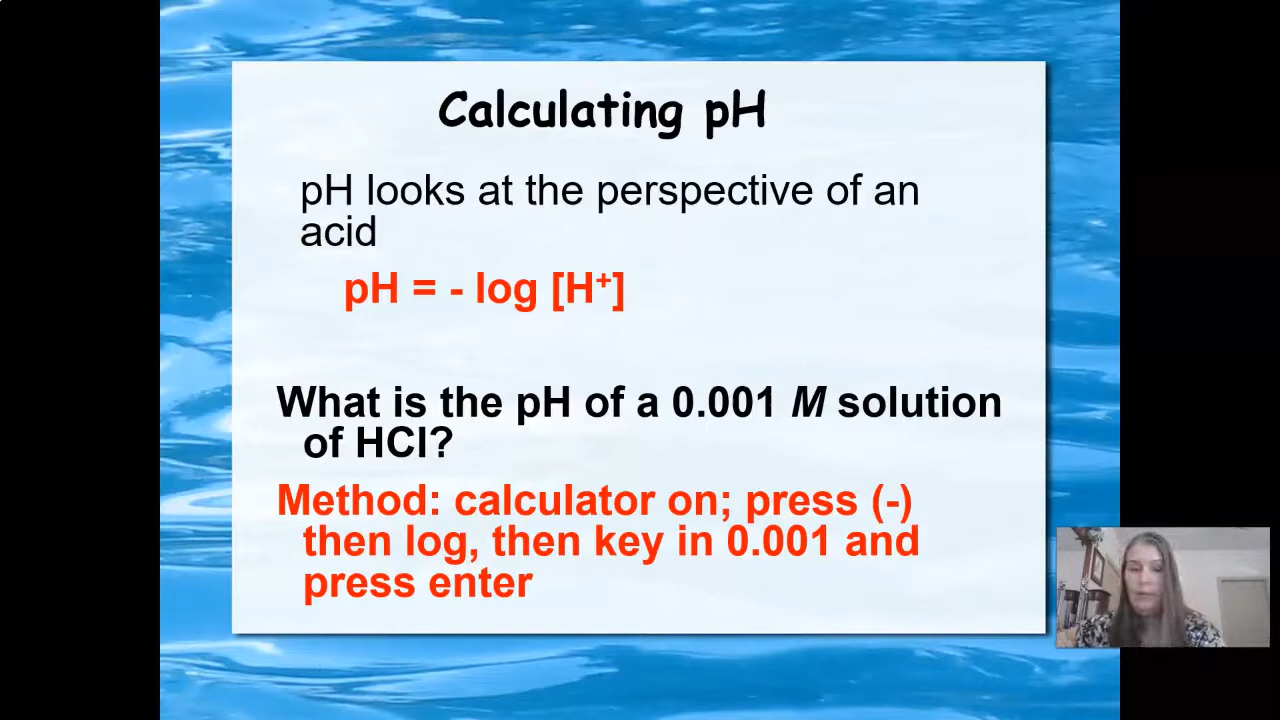 Calculating pH
pH looks at the perspective of an
acid
pH = - log [H⁺]
What is the pH of a 0.001 M solution
of HCl?
Method: calculator on; press (-)
then log, then key in 0.001 and
press enter